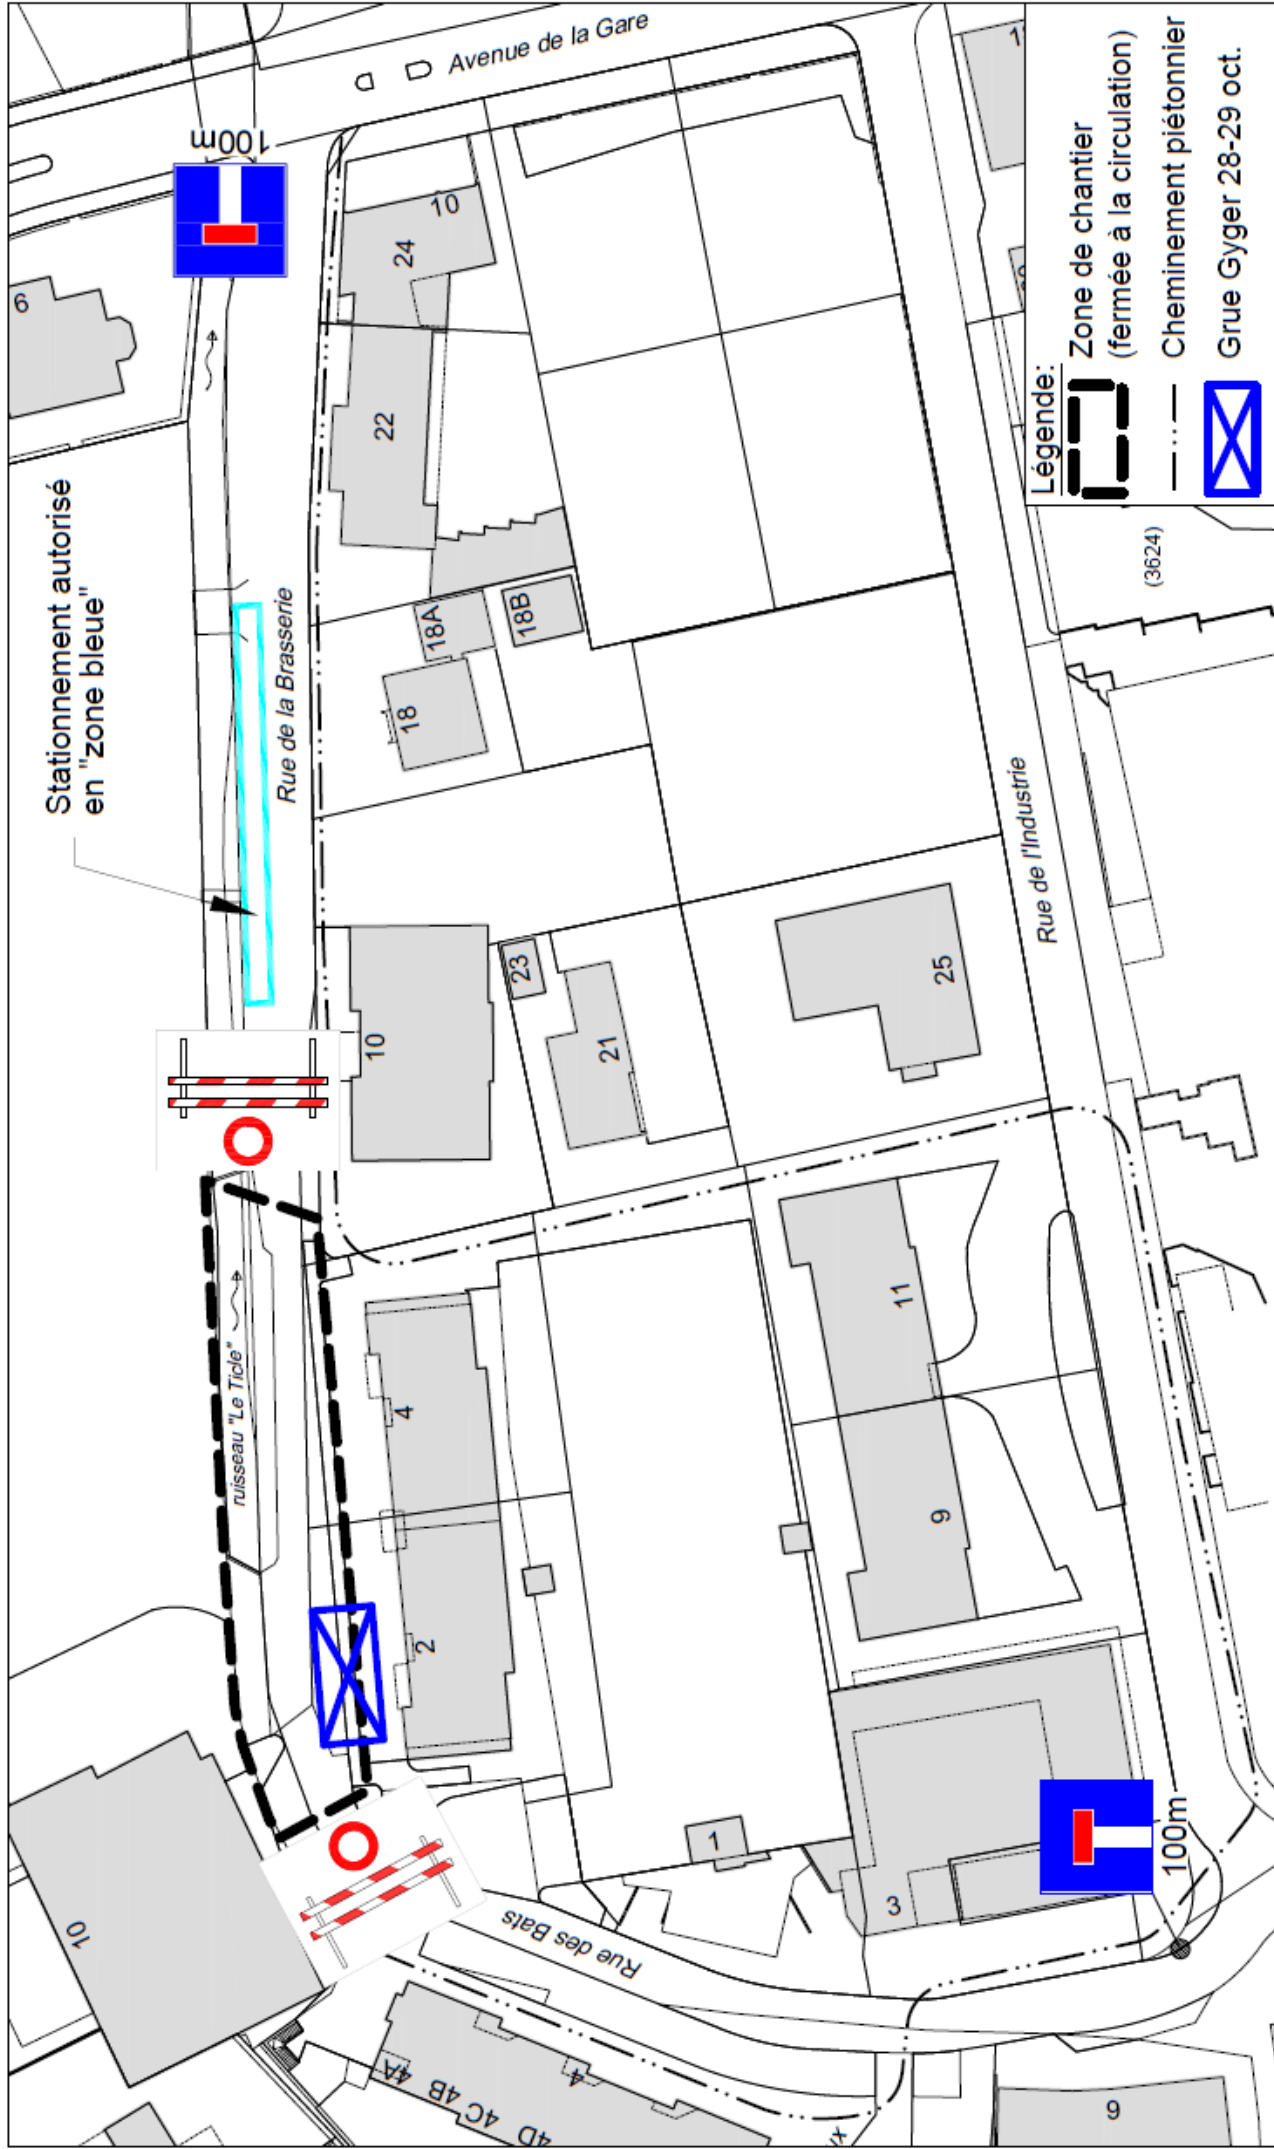 Avenue de la Gare
100m
6
24
10
22
Stationnement autorisé
en "zone bleue"
Rue de la Brasserie
18A
18B
18
10
23
21
25
Rue de l'Industrie
(3624)
Légende:
Zone de chantier
(fermée à la circulation)
Cheminement piétonnier
Grue Gyger 28-29 oct.
ruisseau "Le Ticle"
4
2
11
9
10
1
3
100m
Rue des Bats
4A
4B
4C
4D
4
9